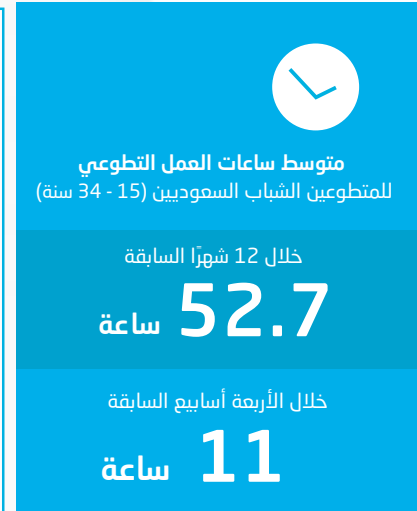 متوسط ساعات العمل التطوعي
للمتطوعين الشباب السعوديين (15 - 34 سنة)
خلال 12 شهرًا السابقة
52.7 ساعة
خلال الأربعة أسابيع السابقة
11 ساعة